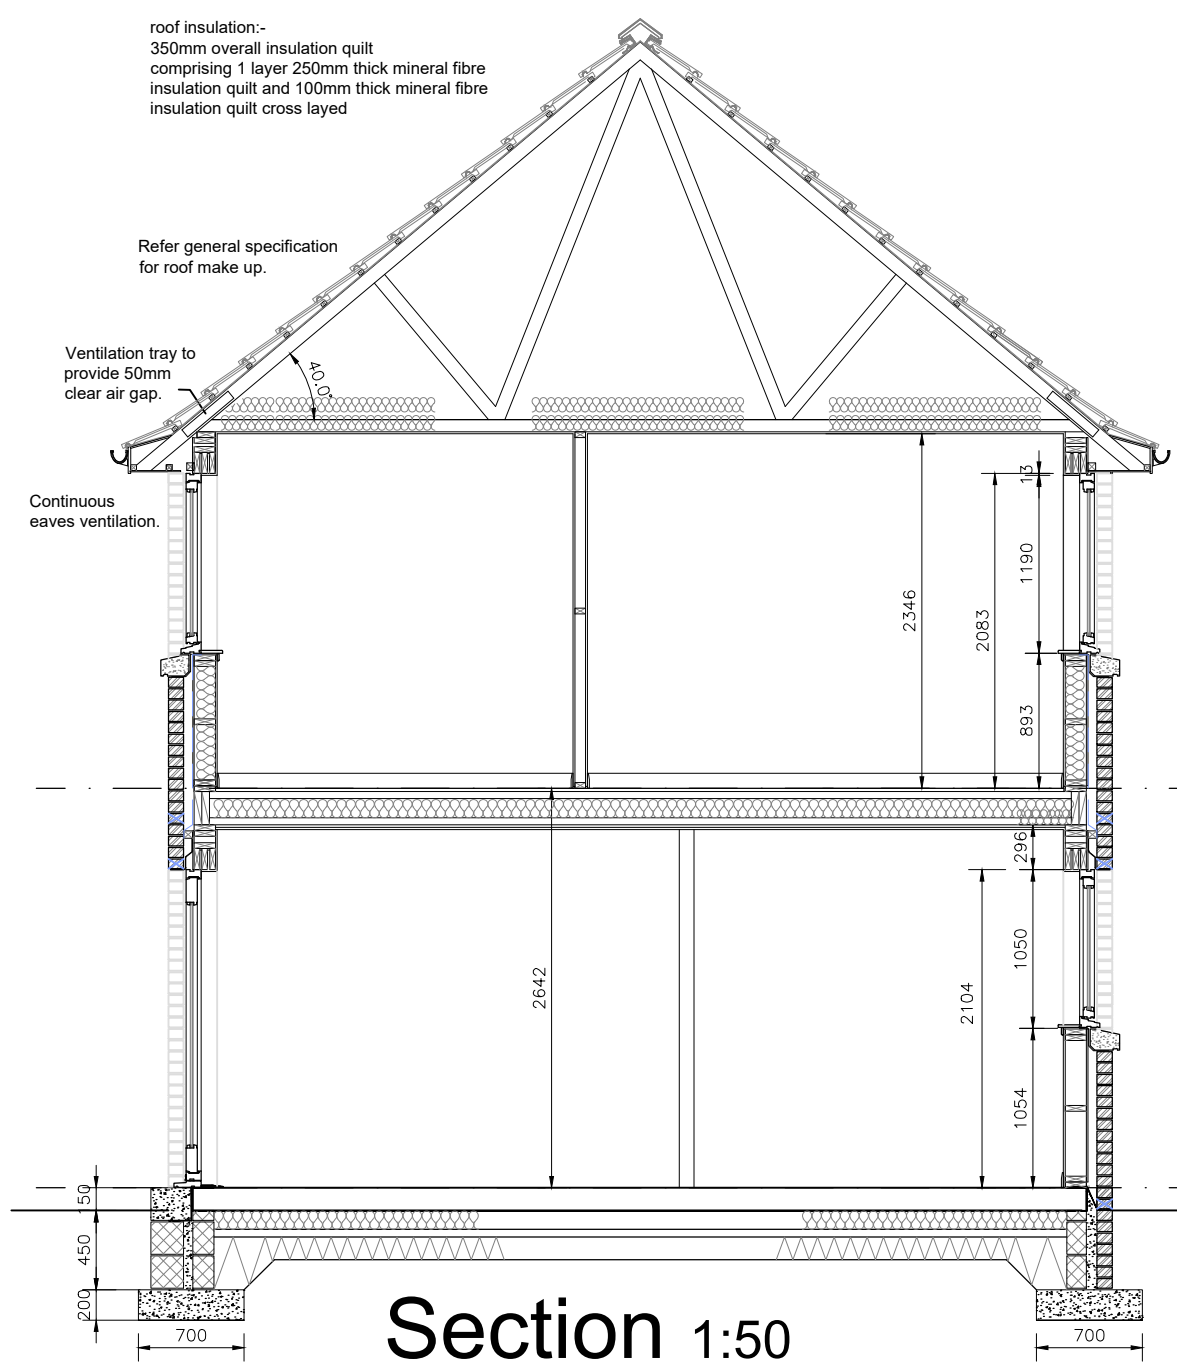 roof insulation:-
350mm overall insulation quilt
comprising 1 layer 250mm thick mineral fibre
insulation quilt and 100mm thick mineral fibre
insulation quilt cross layed
Refer general specification
for roof make up.
Ventilation tray to
provide 50mm
clear air gap.
40.0°
Continuous
eaves ventilation.
13
1190
2346
2083
893
296
1050
2642
2104
1054
150
450
200
700
Section 1:50
700